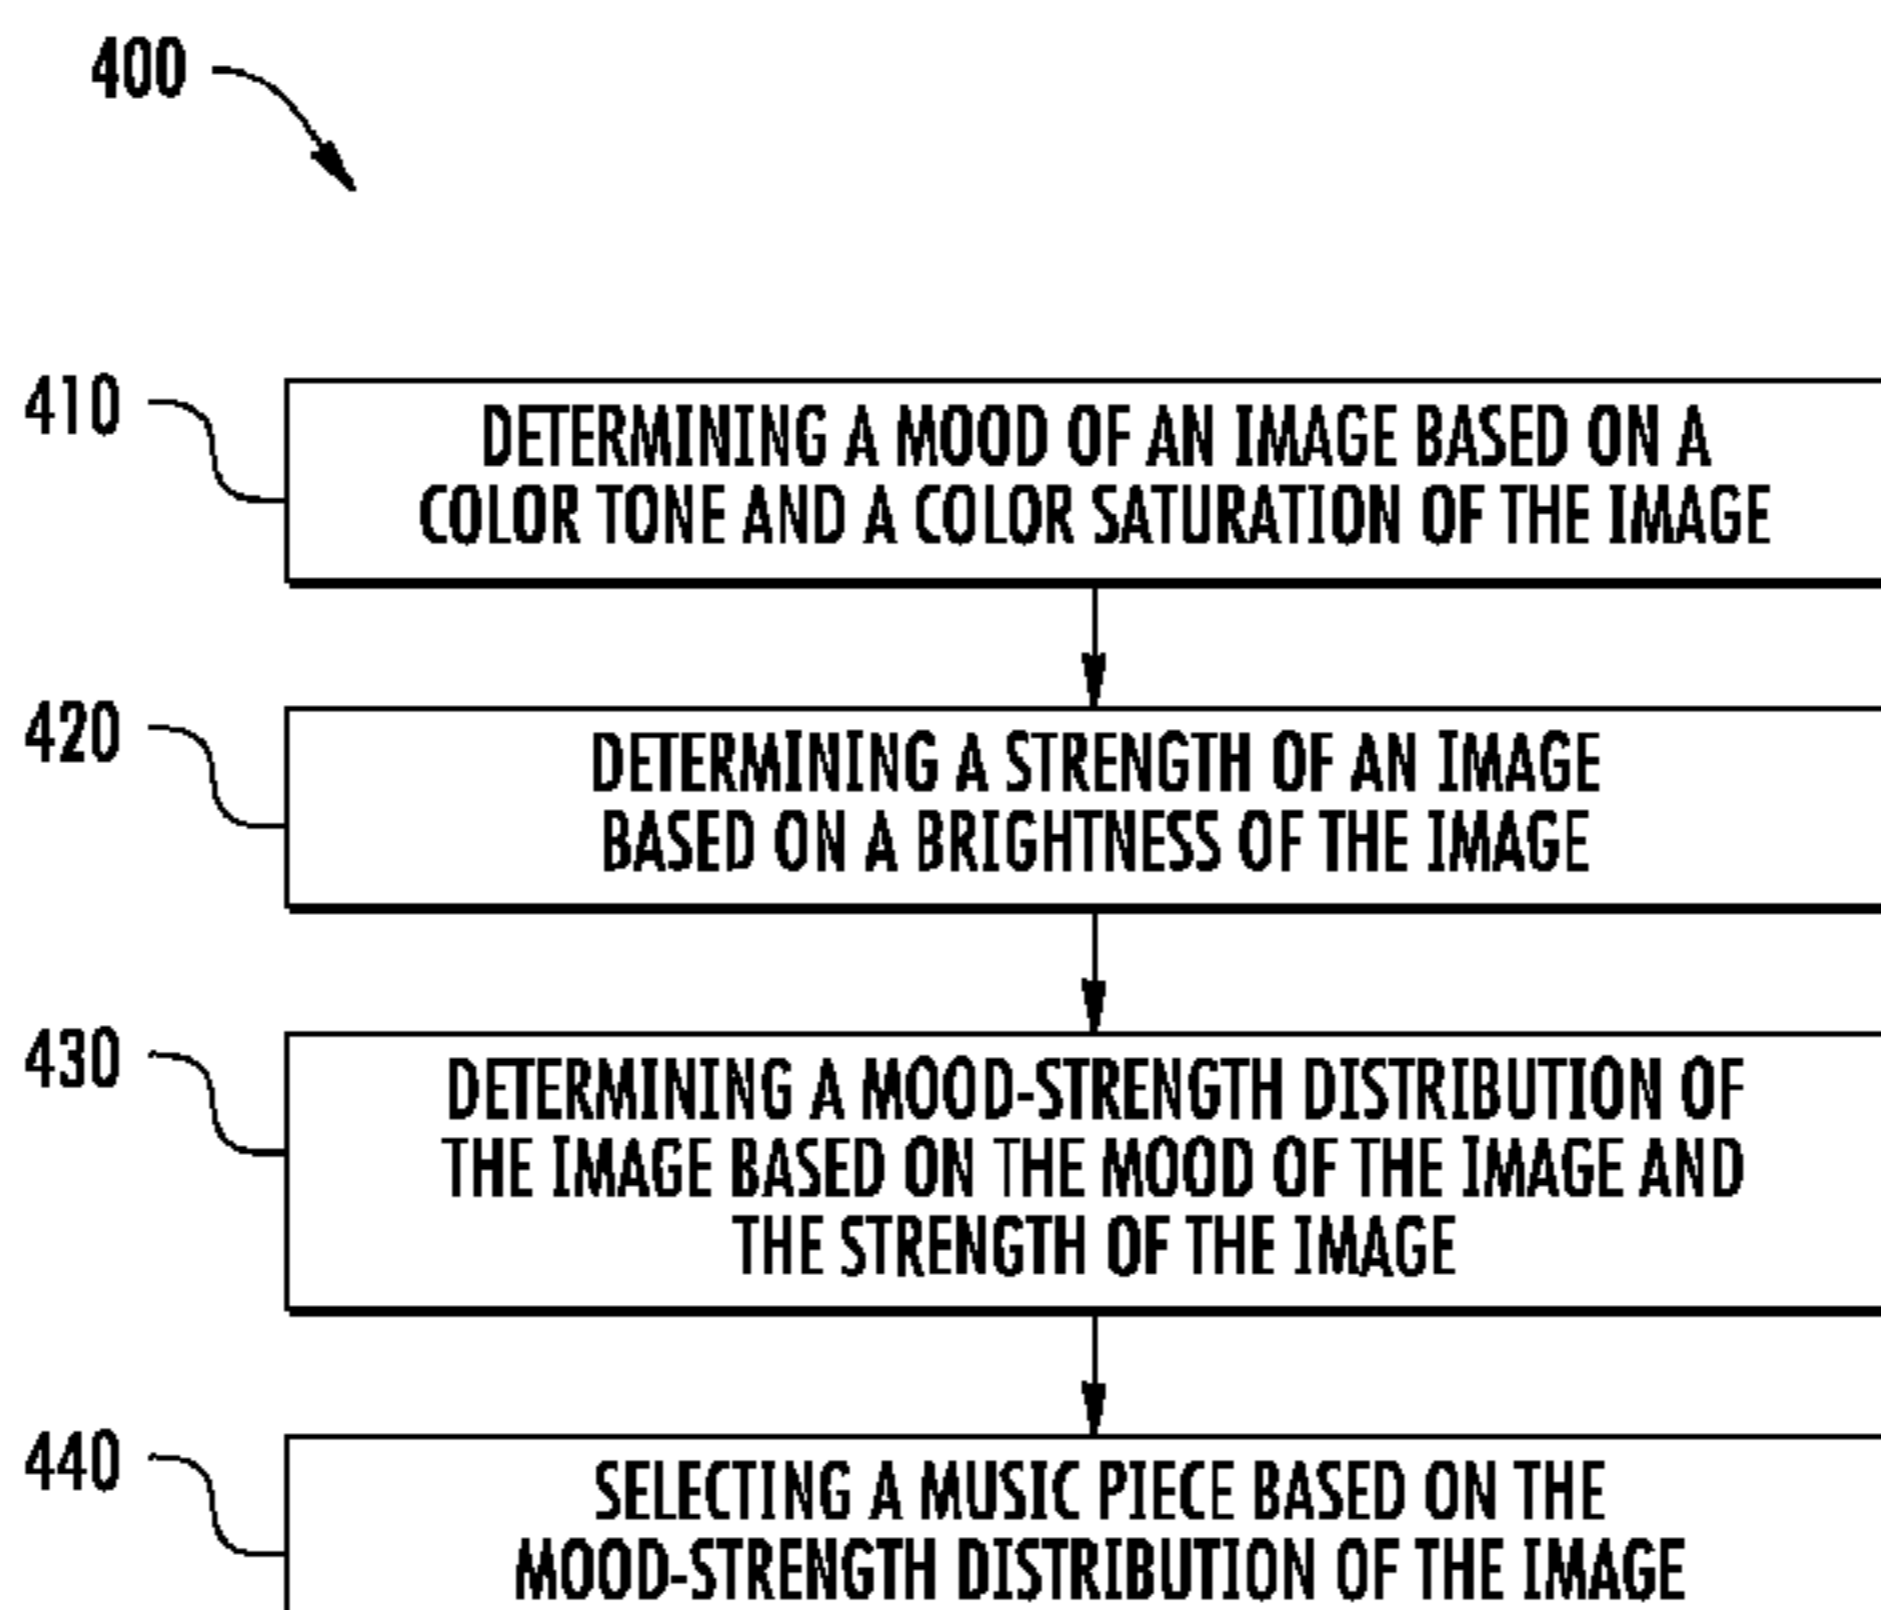 400
410
DETERMINING A MOOD OF AN IMAGE BASED ON A
COLOR TONE AND A COLOR SATURATION OF THE IMAGE
420
DETERMINING A STRENGTH OF AN IMAGE
BASED ON A BRIGHTNESS OF THE IMAGE
430
DETERMINING A MOOD-STRENGTH DISTRIBUTION OF
THE IMAGE BASED ON THE MOOD OF THE IMAGE AND
THE STRENGTH OF THE IMAGE
440
SELECTING A MUSIC PIECE BASED ON THE
MOOD-STRENGTH DISTRIBUTION OF THE IMAGE